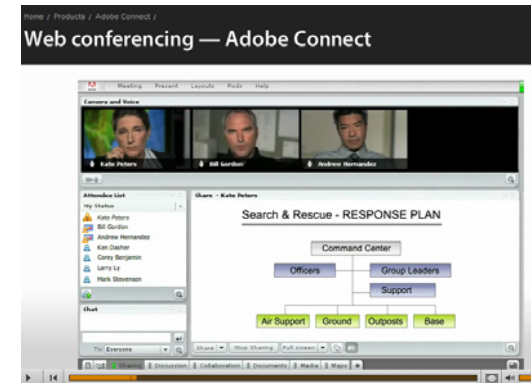 Home / Products / Adobe Connect /
Web conferencing — Adobe Connect
Meeting Present Layouts Pods Help
Camera and Voice
Kate Peters Bill Gordon Andrew Hernandez
Attendee List
My Status
Kate Peters
Bill Gordon
Andrew Hernandez
Ken Dasher
Corey Benjamin
Larry Ly
Mark Stevenson
Chat
To: Everyone
Share - Kate Peters
Search & Rescue - RESPONSE PLAN
Command Center
Officers Group Leaders
Support
Air Support Ground Outposts Base
Share Stop Sharing Full screen
Sharing Discussion Collaboration Documents Media Maps +